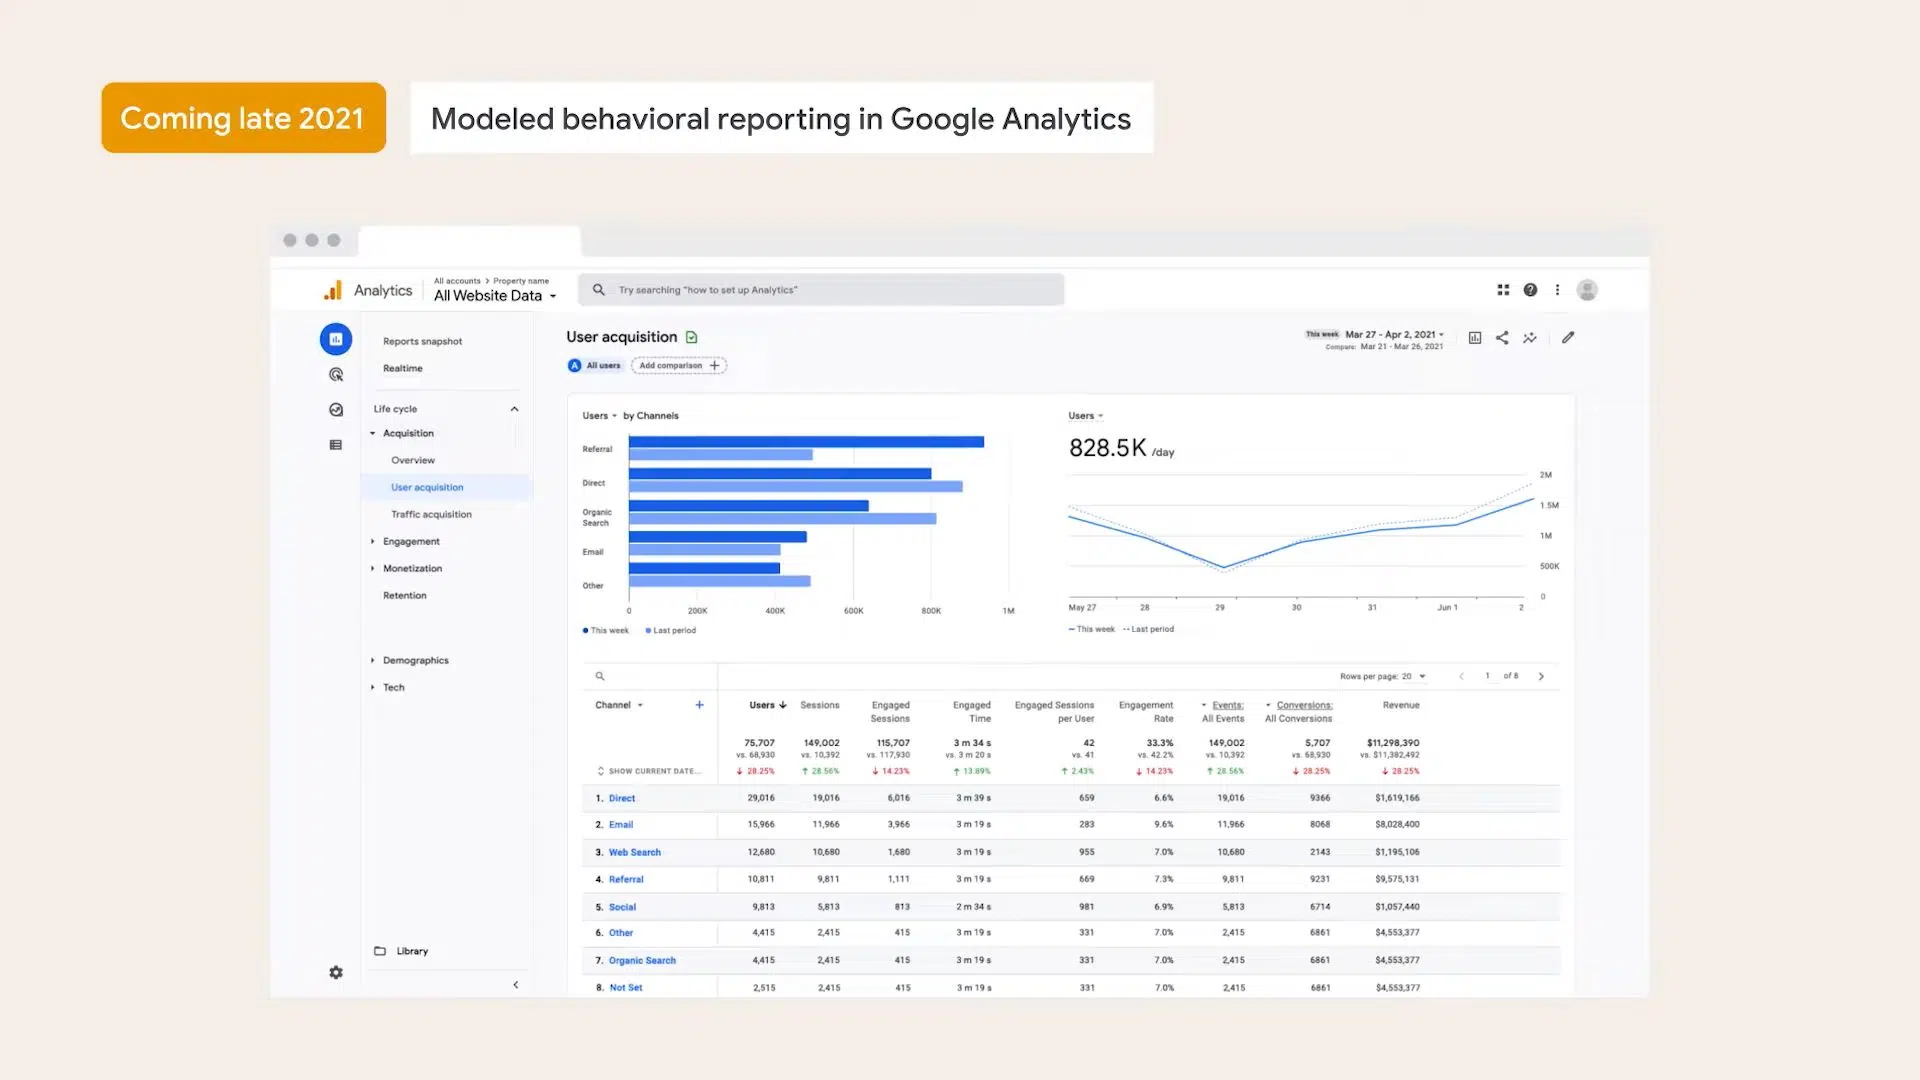 Coming late 2021
Modeled behavioral reporting in Google Analytics
Analytics
All accounts > Property name
All Website Data
Try searching "how to set up Analytics"
Reports snapshot
Realtime
Life cycle
Acquisition
Overview
User acquisition
Traffic acquisition
Engagement
Monetization
Retention
Demographics
Tech
Library
User acquisition
This week Mar 27 - Apr 2, 2021
Compare: Mar 21 - Mar 26, 2021
A All users
Add comparison +
Users by Channels
Referral
Direct
Organic
Search
Email
Other
0 200K 400K 600K 800K 1M
This week Last period
Users
828.5K /day
2M
1.5M
1M
500K
0
May 27 28 29 30 31 Jun 1 2
This week Last period
Rows per page: 20 1 of 8
Channel + Users Sessions Engaged Sessions Engaged Time Engaged Sessions per User Engagement Rate Events: All Events Conversions: All Conversions Revenue
75,707 149,002 115,707 3 m 34 s 42 33.3% 149,002 5,707 $11,298,390
vs. 68,930 vs. 10,392 vs. 117,930 vs. 3 m 20 s vs. 41 vs. 42.2% vs. 10,392 vs. 68,930 vs. $11,382,492
SHOW CURRENT DATE... 28.25% 28.56% 14.23% 13.89% 2.43% 14.23% 28.56% 28.25% 28.25%
1. Direct 29,016 19,016 6,016 3 m 39 s 659 6.6% 19,016 9366 $1,619,166
2. Email 15,966 11,966 3,966 3 m 19 s 283 9.6% 11,966 8068 $8,028,400
3. Web Search 12,680 10,680 1,680 3 m 19 s 955 7.0% 10,680 2143 $1,195,106
4. Referral 10,811 9,811 1,111 3 m 19 s 669 7.3% 9,811 9231 $9,575,131
5. Social 9,813 5,813 813 2 m 34 s 981 6.9% 5,813 6714 $1,057,440
6. Other 4,415 2,415 415 3 m 19 s 331 7.0% 2,415 6861 $4,553,377
7. Organic Search 4,415 2,415 415 3 m 19 s 331 7.0% 2,415 6861 $4,553,377
8. Not Set 2,515 2,415 415 3 m 19 s 331 7.0% 2,415 6861 $4,553,377